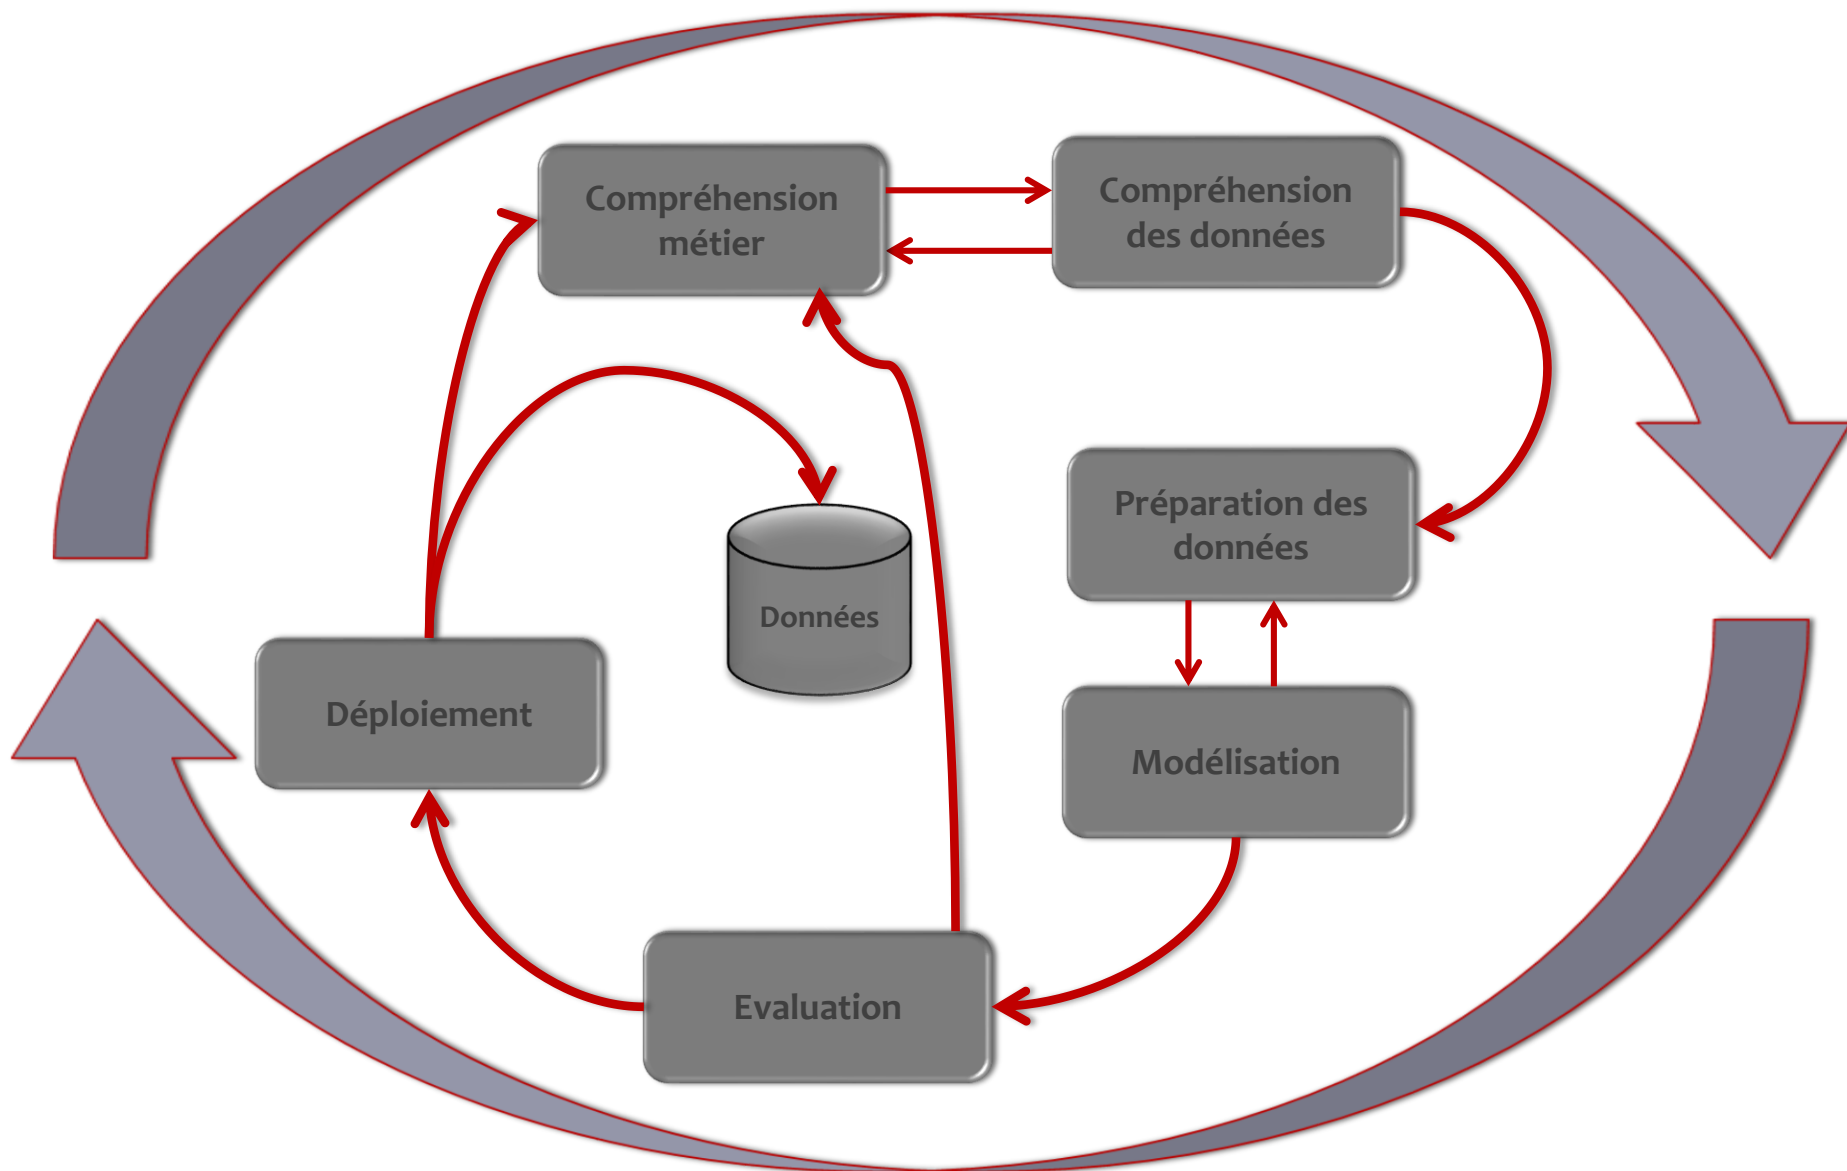 Compréhension
métier
Compréhension
des données
Préparation des
données
Données
Déploiement
Modélisation
Evaluation